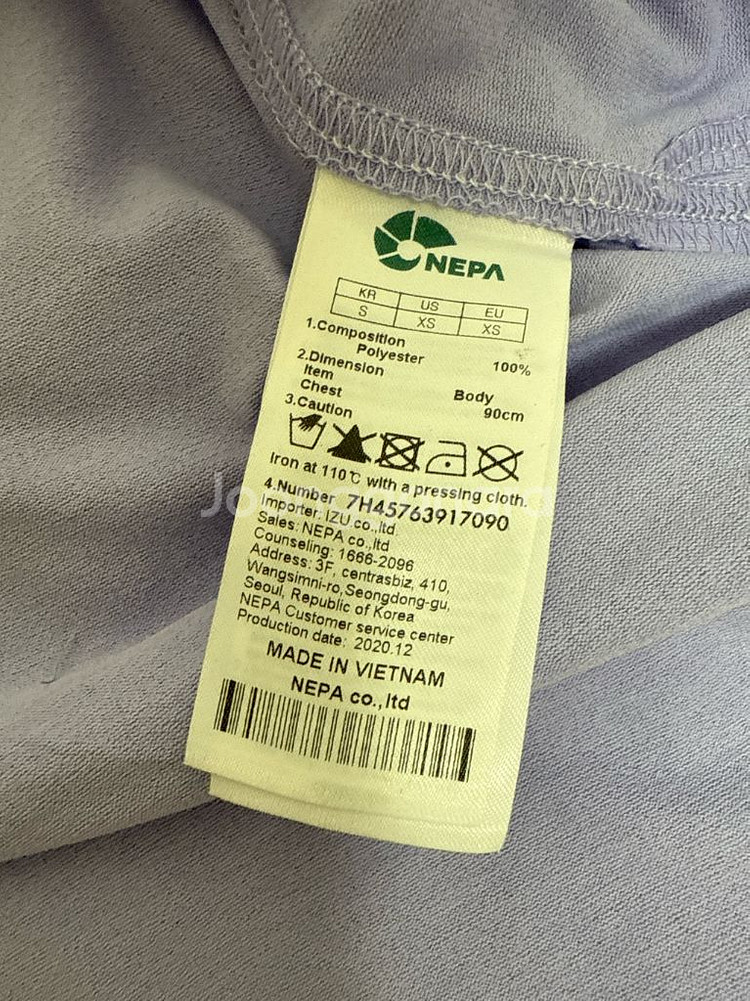 NEPA
KR US EU
S XS XS
1.Composition
Polyester 100%
2.Dimension
Item Body
Chest 90cm
3.Caution
Iron at 110℃ with a pressing cloth.
4.Number 7H45763917090
Importer: IZU co.,ltd
Sales: NEPA co.,ltd
Counseling: 1666-2096
Address: 3F, centrasbiz, 410,
Wangsimni-ro,Seongdong-gu,
Seoul, Republic of Korea
NEPA Customer service center
Production date: 2020.12
MADE IN VIETNAM
NEPA co.,ltd